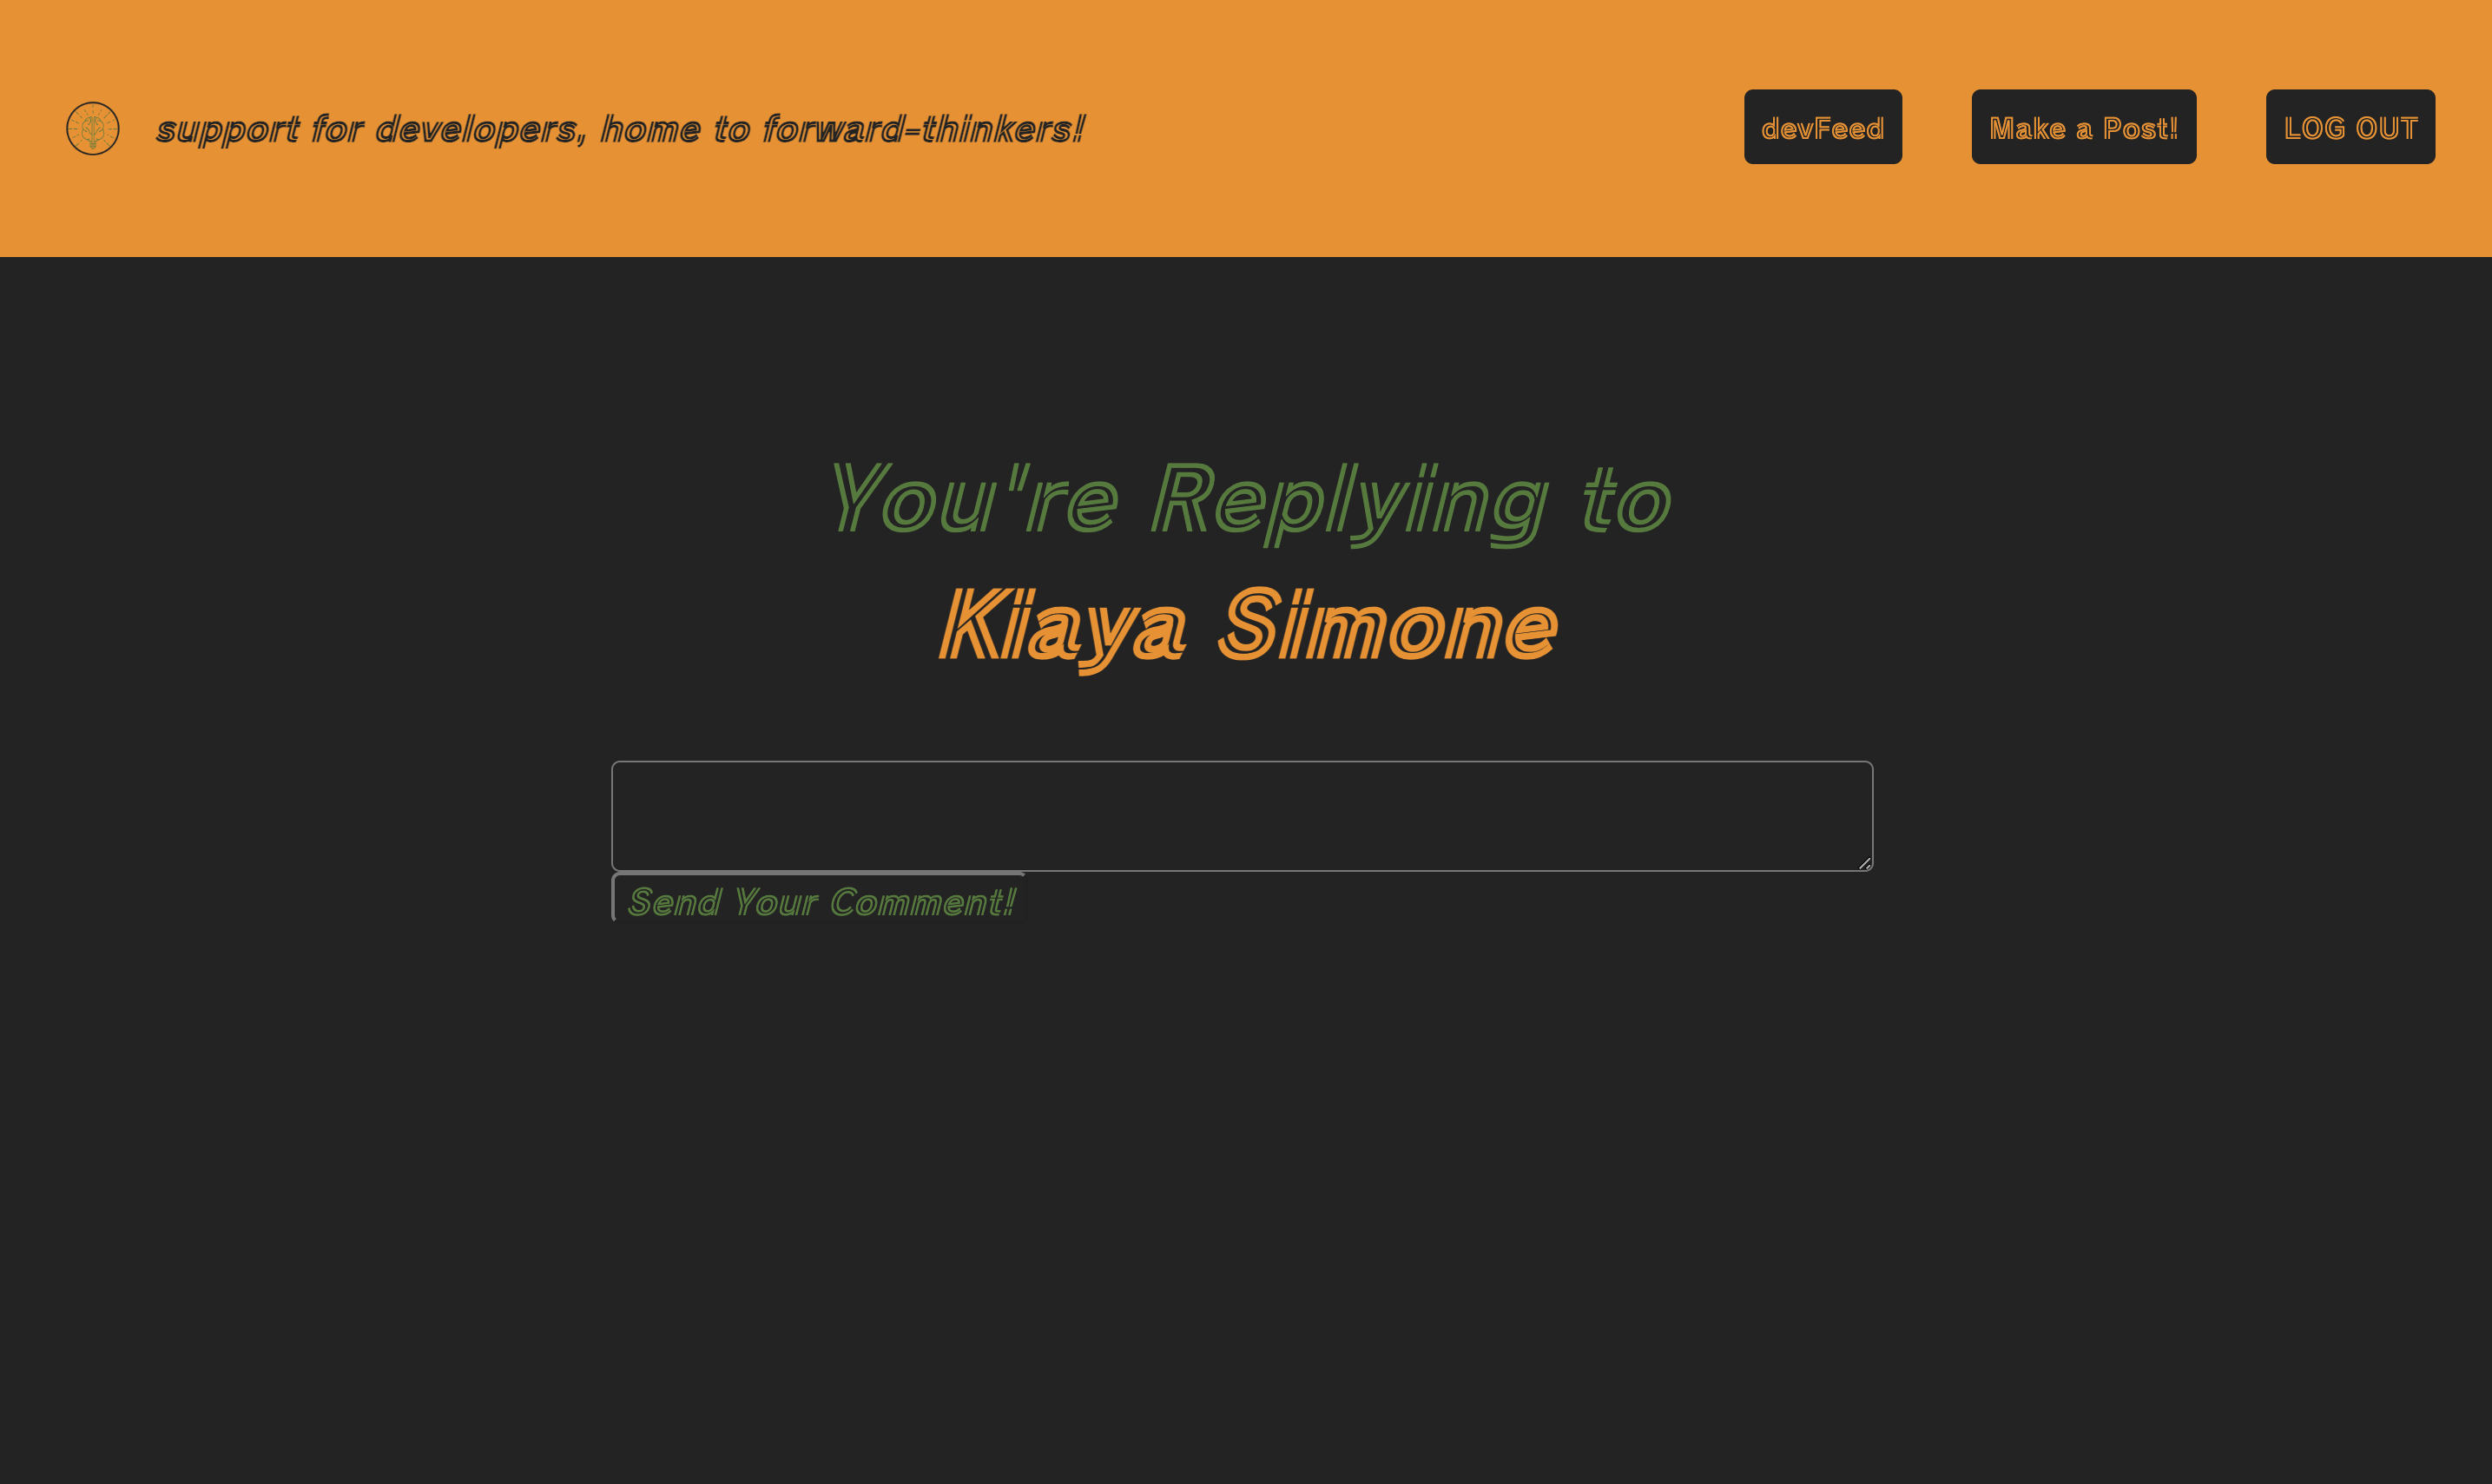 support for developers, home to forward-thinkers!
devFeed
Make a Post!
LOG OUT
You're Replying to
Kiaya Simone
Send Your Comment!